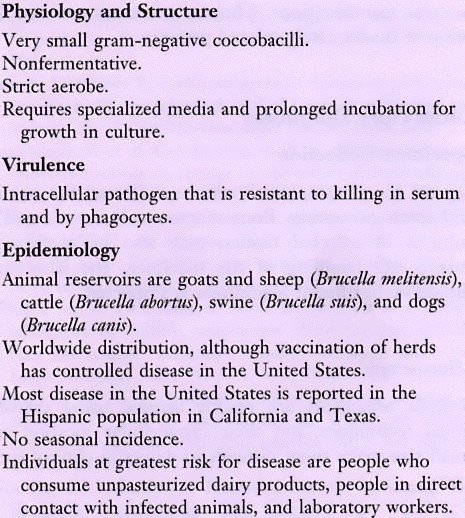 Physiology and Structure
Very small gram-negative coccobacilli.
Nonfermentative.
Strict aerobe.
Requires specialized media and prolonged incubation for
growth in culture.
Virulence
Intracellular pathogen that is resistant to killing in serum
and by phagocytes.
Epidemiology
Animal reservoirs are goats and sheep (Brucella melitensis),
cattle (Brucella abortus), swine (Brucella suis), and dogs
(Brucella canis).
Worldwide distribution, although vaccination of herds
has controlled disease in the United States.
Most disease in the United States is reported in the
Hispanic population in California and Texas.
No seasonal incidence.
Individuals at greatest risk for disease are people who
consume unpasteurized dairy products, people in direct
contact with infected animals, and laboratory workers.